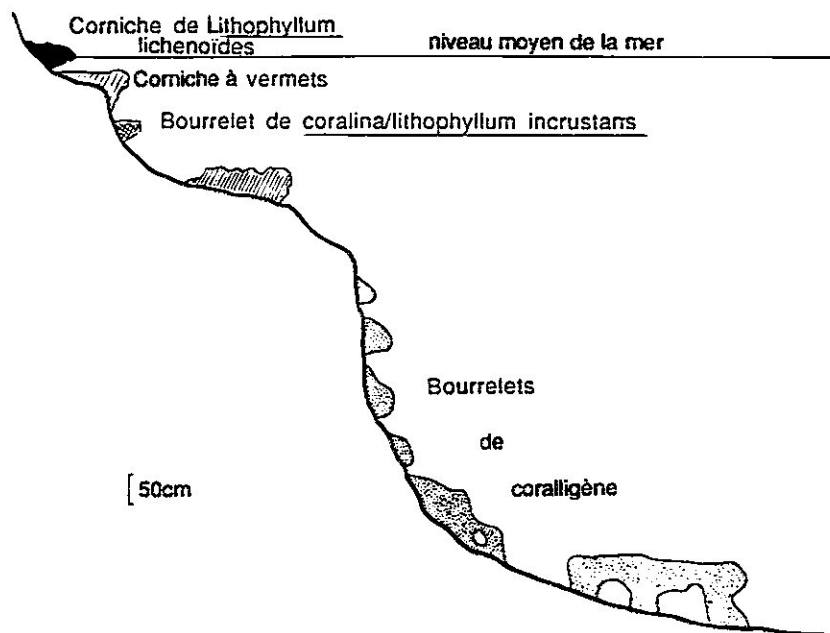 Corniche de Lithophyllum
lichenoïdes
niveau moyen de la mer
Corniche à vermets
Bourrelet de coralina/lithophyllum incrustans
Bourrelets
de
coralligène
50cm